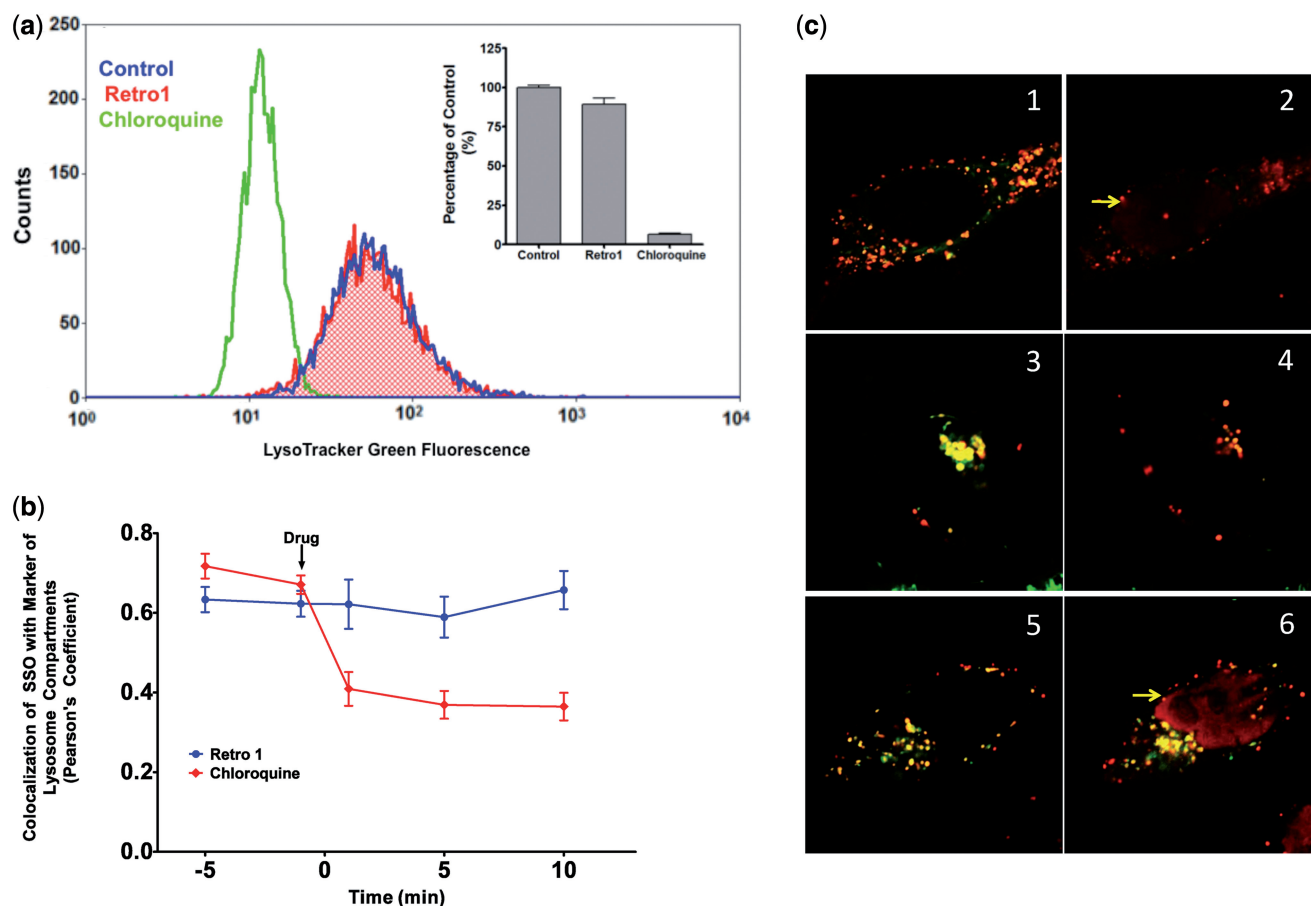 (a)
250
200
150
100
50
0
Counts
Control
Retro1
Chloroquine
10⁰
10¹
10²
10³
10⁴
LysoTracker Green Fluorescence
125
100
75
50
25
0
Percentage of Control
(%)
Control
Retro1
Chloroquine
(b)
0.8
0.6
0.4
0.2
0.0
Colocalization of SSO with Marker of
Lysosome Compartments
(Pearson's Coefficient)
Drug
Retro 1
Chloroquine
-5
0
5
10
Time (min)
(c)
1
2
3
4
5
6